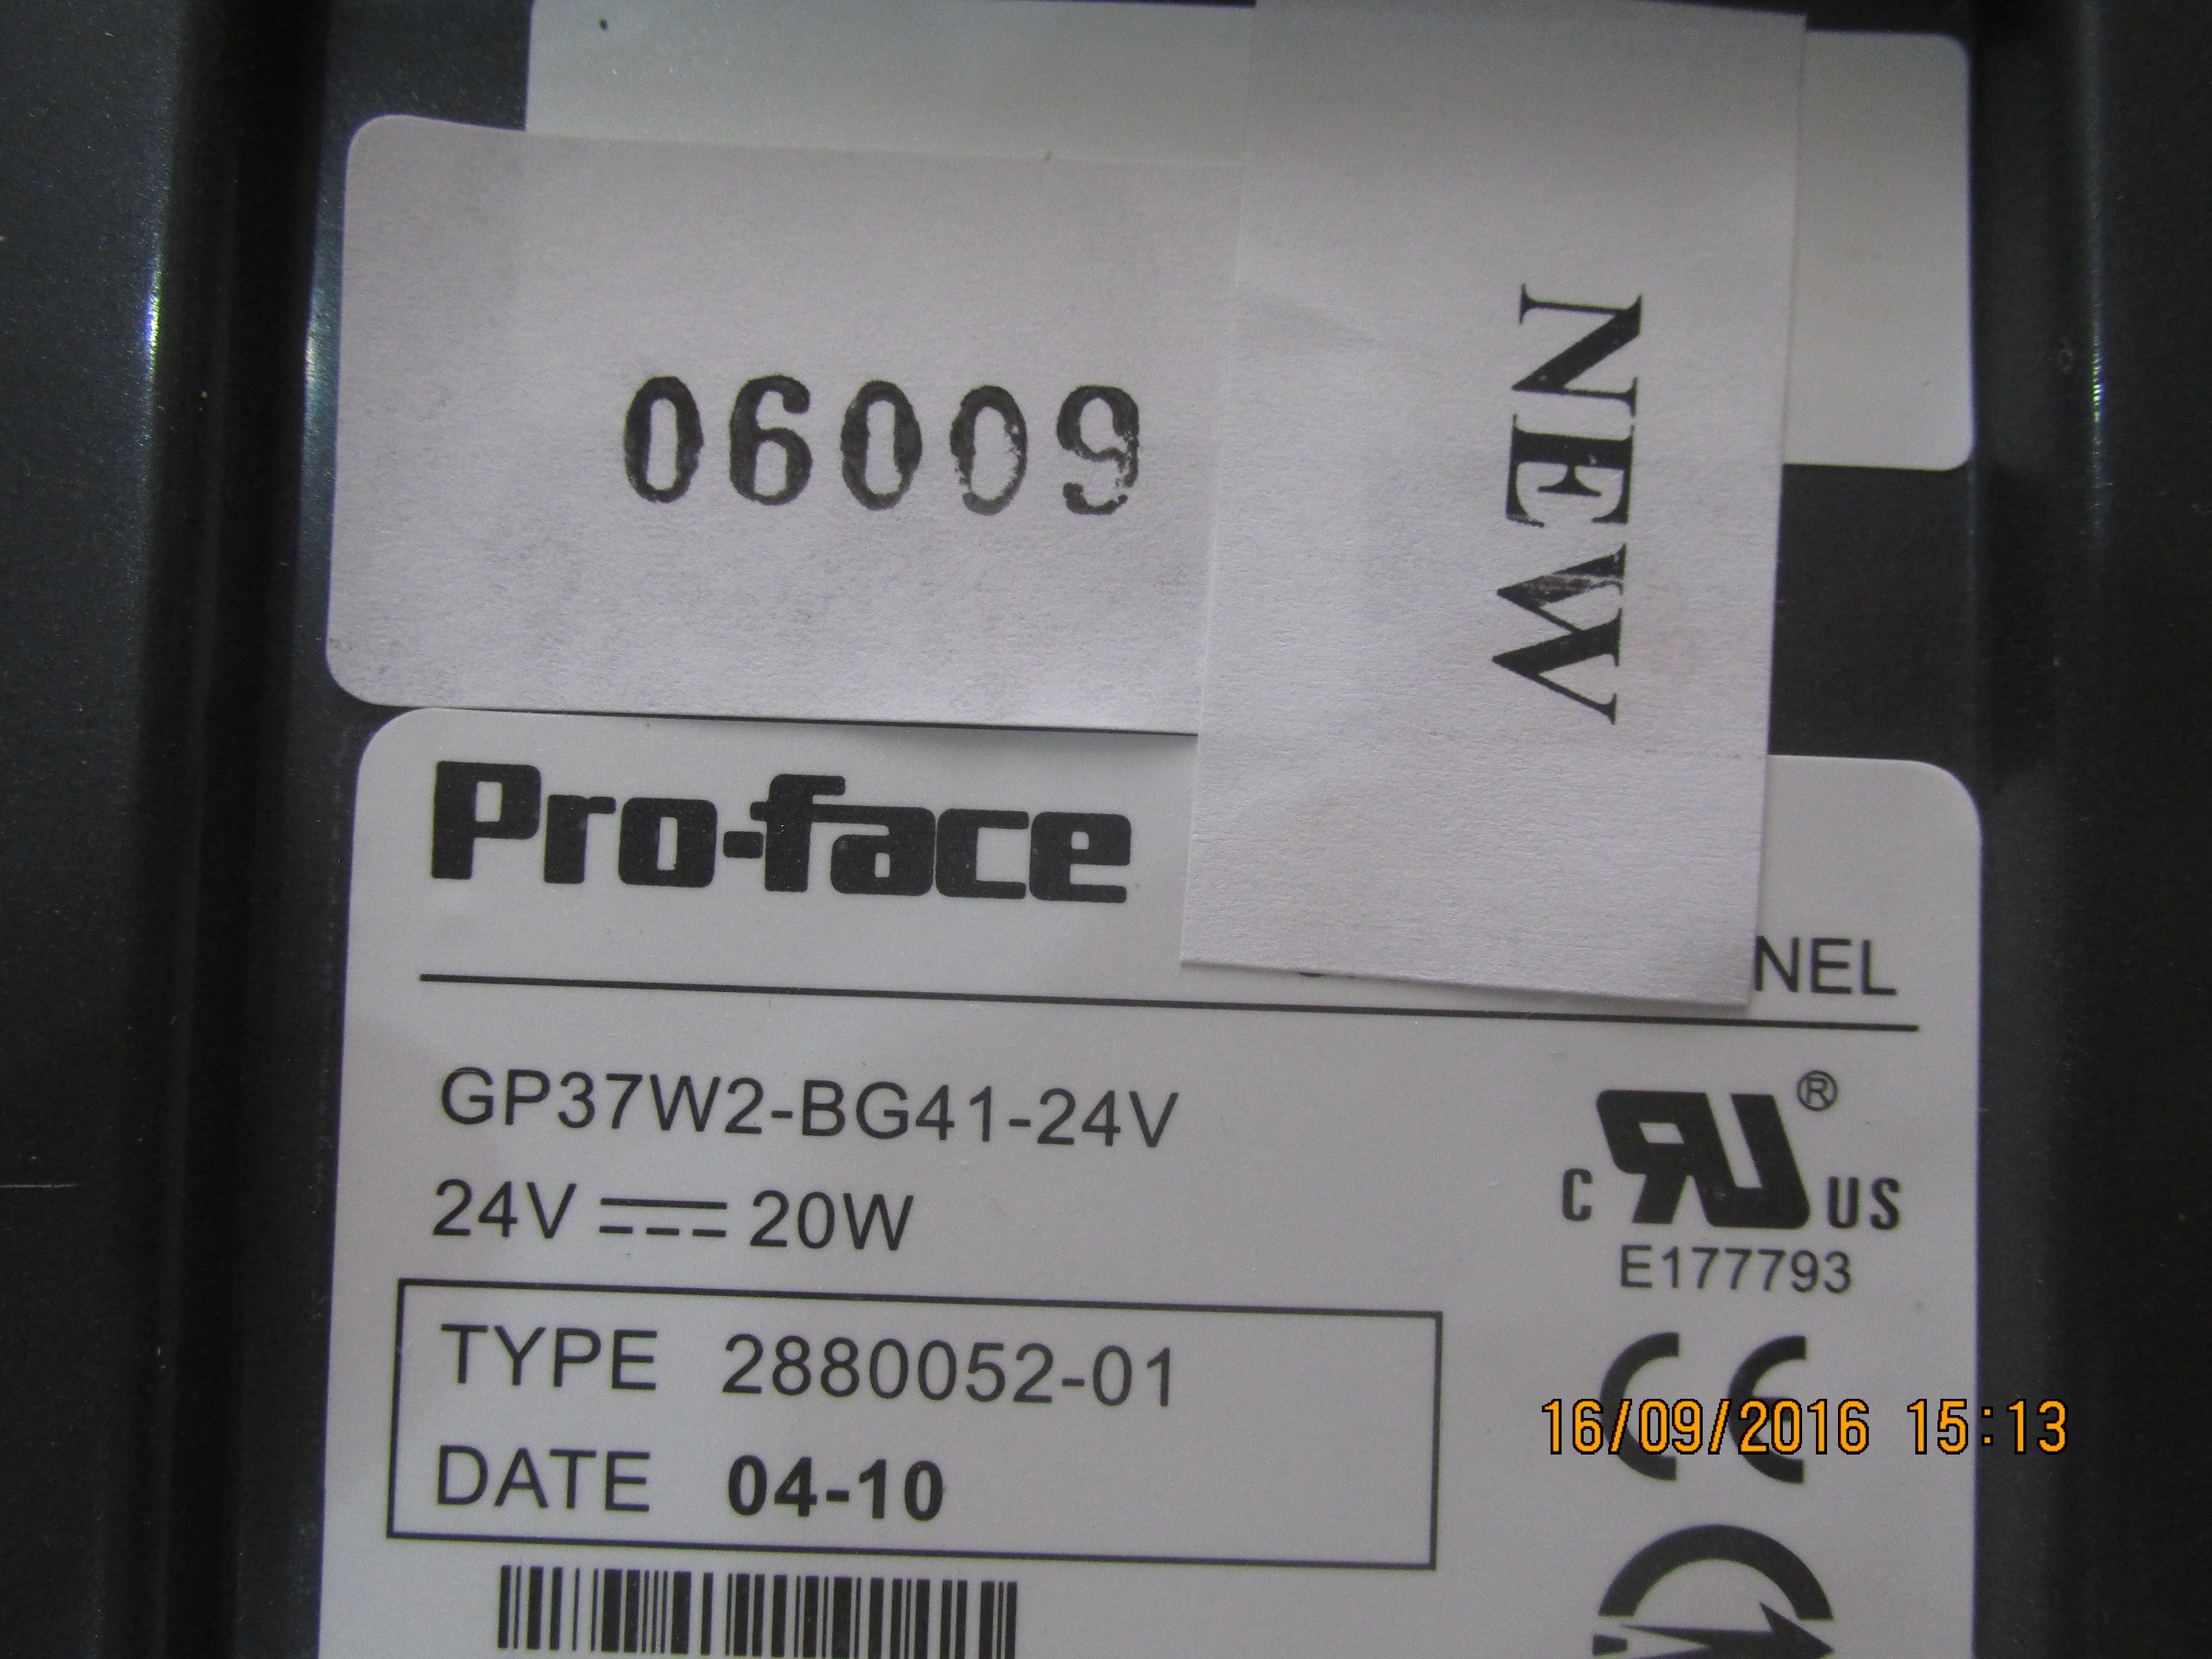 06009
NEW
Pro-face
NEL
GP37W2-BG41-24V
24V ⎓ 20W
C US ®
E177793
TYPE 2880052-01
DATE 04-10
CE
16/09/2016 15:13